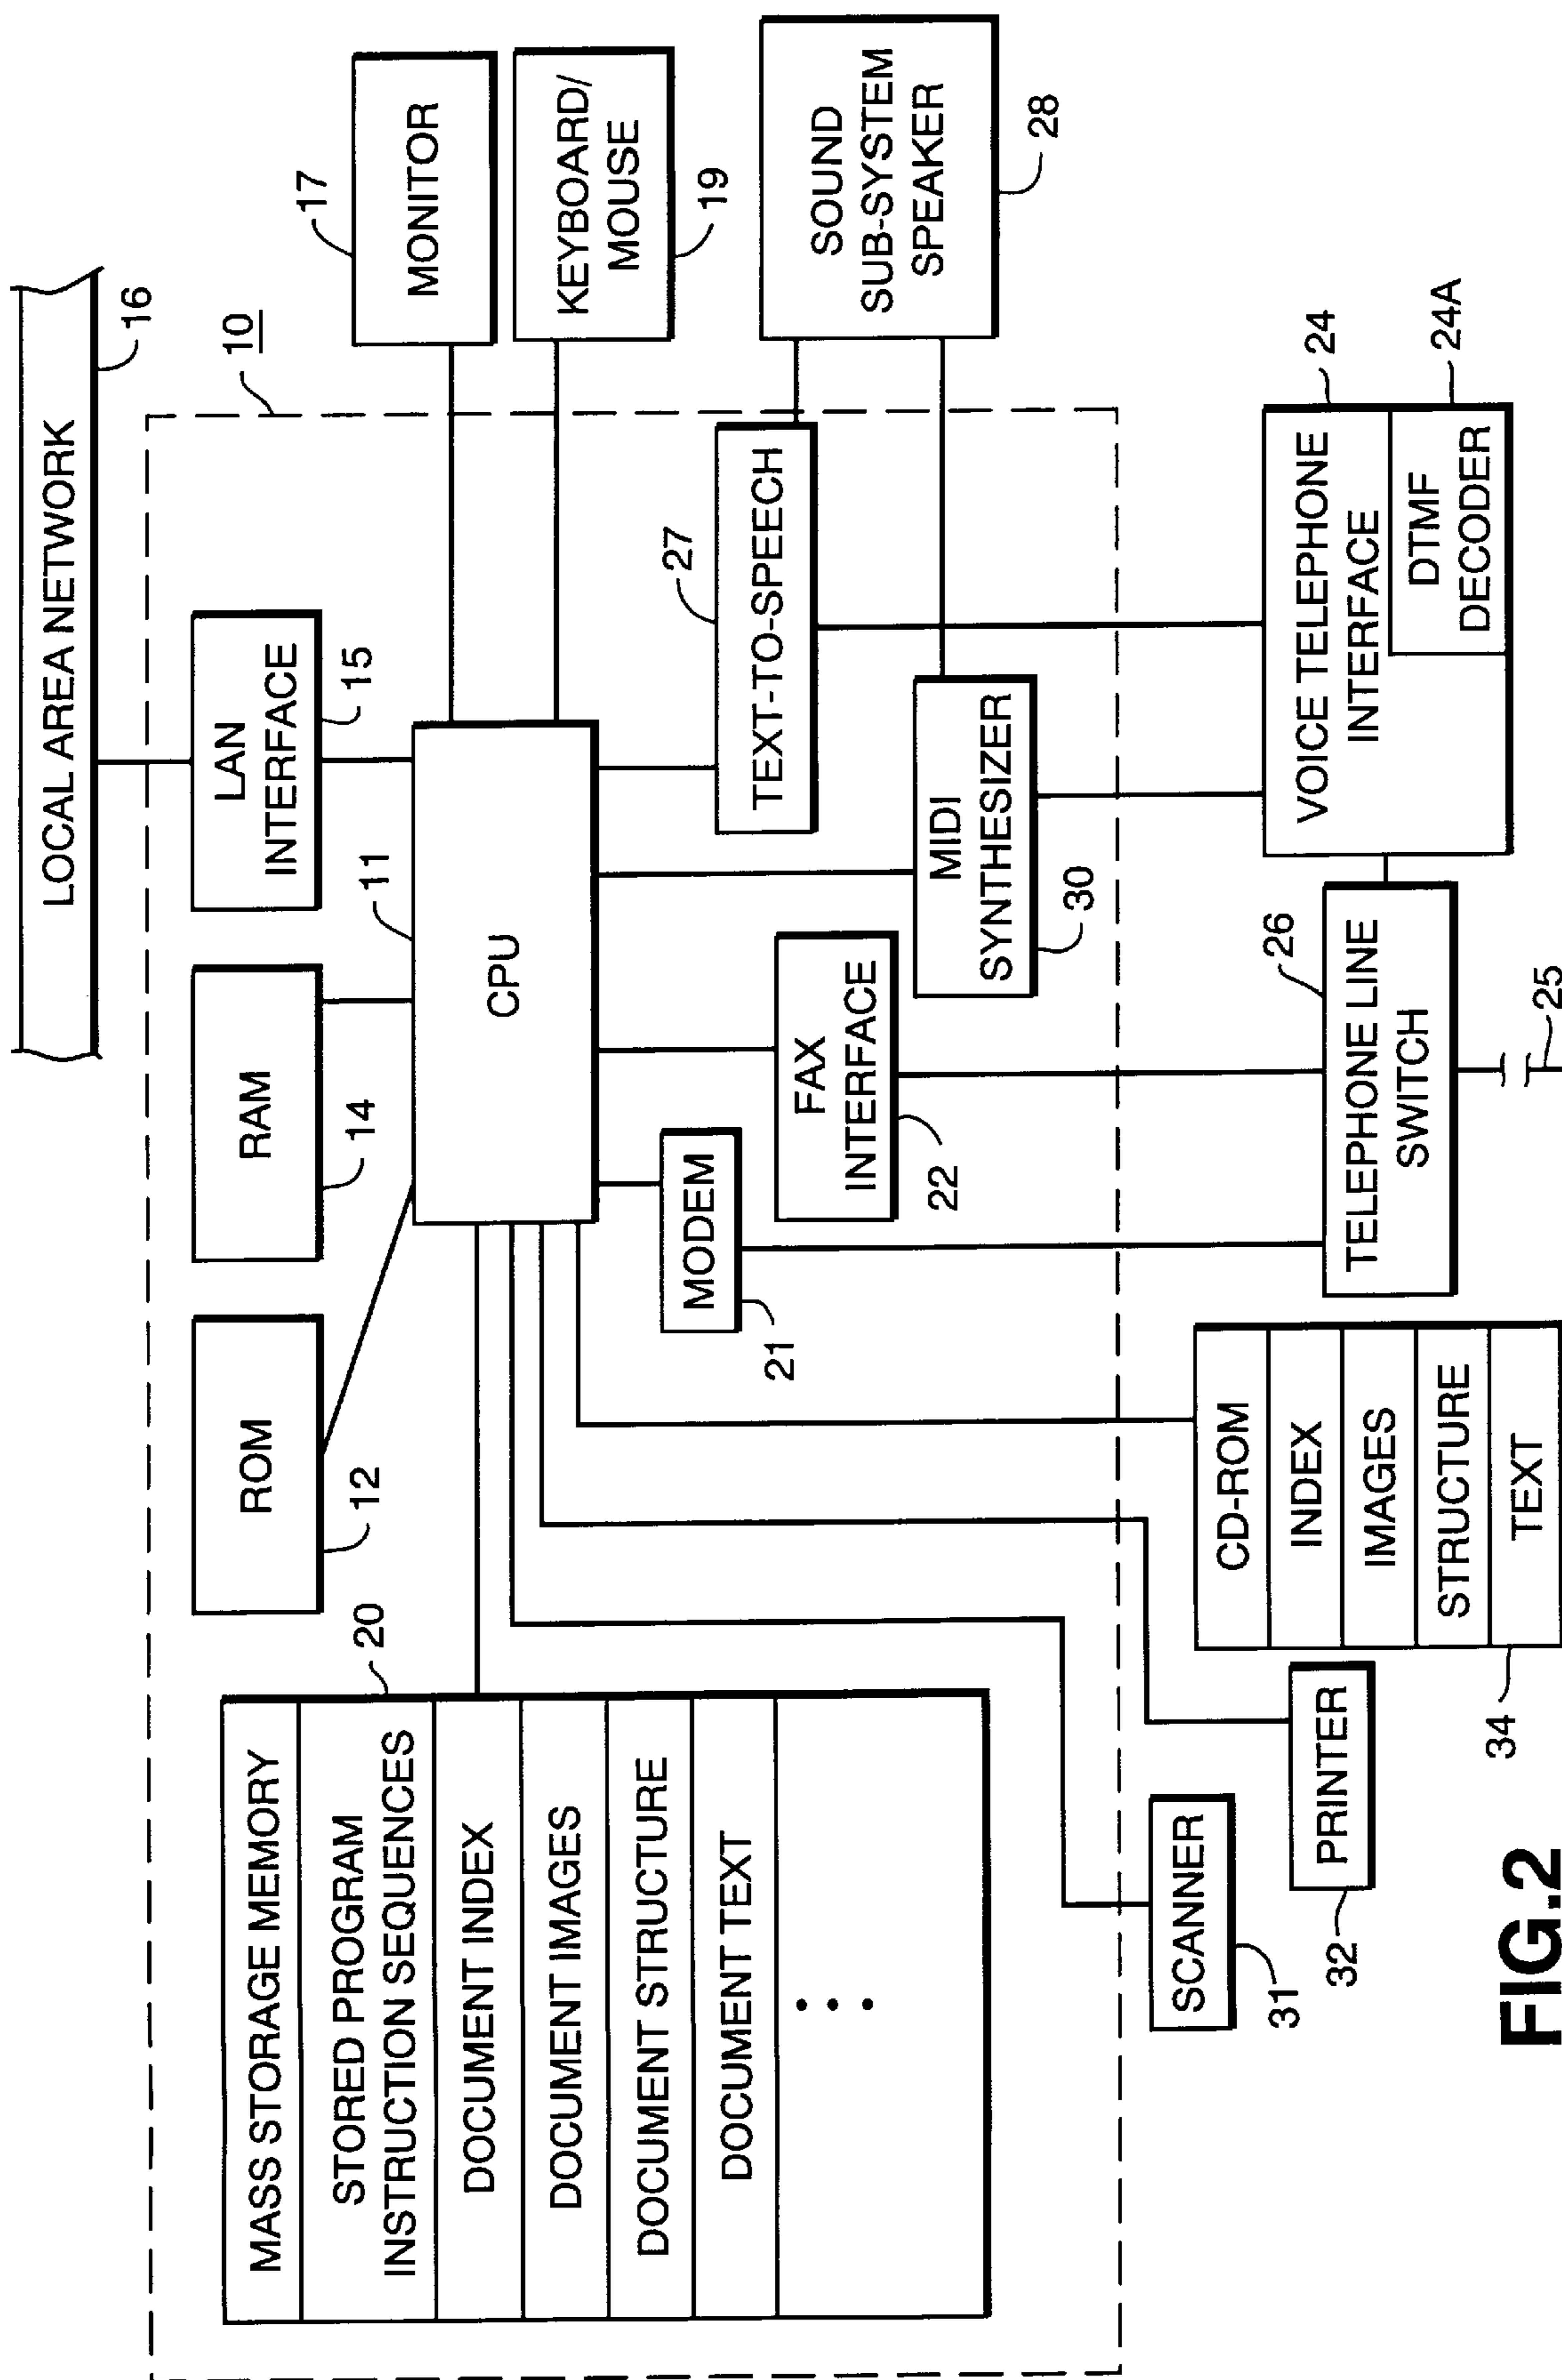 LOCAL AREA NETWORK
16
10
ROM
12
RAM
14
LAN
INTERFACE
15
17
MONITOR
KEYBOARD/
MOUSE
19
MASS STORAGE MEMORY
STORED PROGRAM
INSTRUCTION SEQUENCES
DOCUMENT INDEX
DOCUMENT IMAGES
DOCUMENT STRUCTURE
DOCUMENT TEXT
20
11
CPU
MODEM
21
FAX
INTERFACE
22
MIDI
SYNTHESIZER
30
27
TEXT-TO-SPEECH
SOUND
SUB-SYSTEM
SPEAKER
28
SCANNER
31
PRINTER
32
CD-ROM
INDEX
IMAGES
STRUCTURE
TEXT
34
26
TELEPHONE LINE
SWITCH
25
VOICE TELEPHONE
INTERFACE
24
DTMF
DECODER
24A
FIG.2